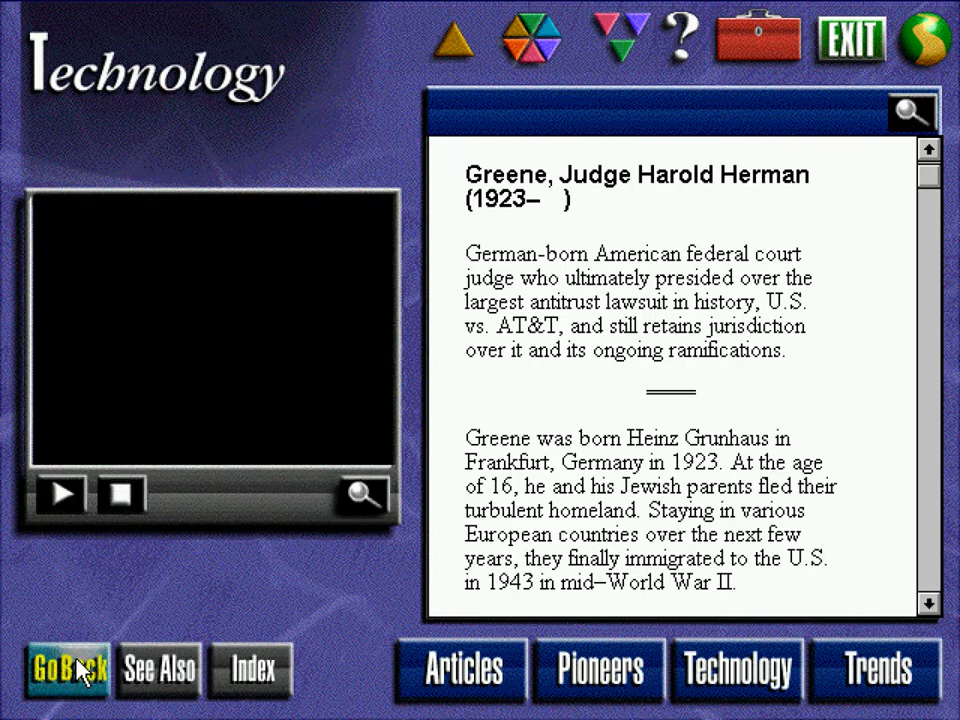 Technology
?
EXIT
Greene, Judge Harold Herman
(1923–   )
German-born American federal court
judge who ultimately presided over the
largest antitrust lawsuit in history, U.S.
vs. AT&T, and still retains jurisdiction
over it and its ongoing ramifications.
Greene was born Heinz Grunhaus in
Frankfurt, Germany in 1923. At the age
of 16, he and his Jewish parents fled their
turbulent homeland. Staying in various
European countries over the next few
years, they finally immigrated to the U.S.
in 1943 in mid–World War II.
Go Back
See Also
Index
Articles
Pioneers
Technology
Trends